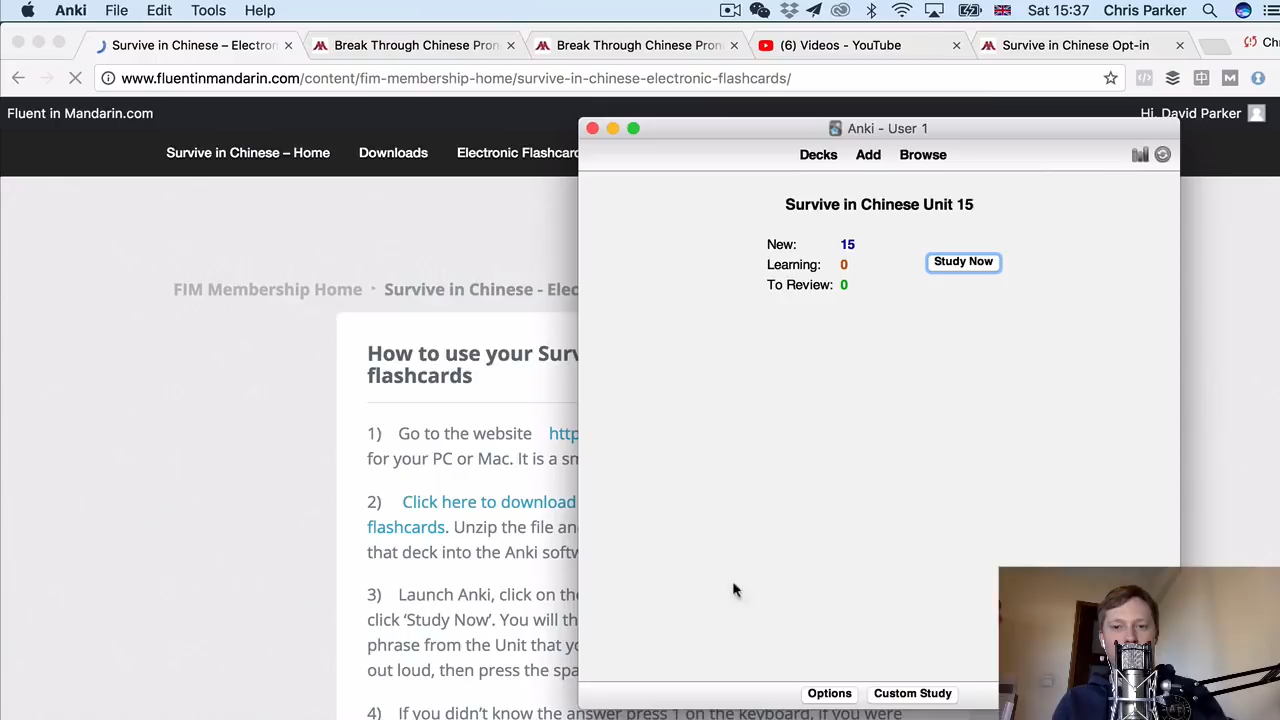 Anki File Edit Tools Help Sat 15:37 Chris Parker
Survive in Chinese – Electron Break Through Chinese Pron Break Through Chinese Pron (6) Videos - YouTube Survive in Chinese Opt-in
www.fluentinmandarin.com/content/fim-membership-home/survive-in-chinese-electronic-flashcards/
Fluent in Mandarin.com Hi, David Parker
Survive in Chinese – Home Downloads Electronic Flashcar
Anki - User 1
Decks Add Browse
Survive in Chinese Unit 15
New: 15
Learning: 0
To Review: 0
Study Now
FIM Membership Home · Survive in Chinese - Elec
How to use your Surv
flashcards
1) Go to the website http
for your PC or Mac. It is a sm
2) Click here to download
flashcards. Unzip the file an
that deck into the Anki softw
3) Launch Anki, click on the
click ‘Study Now’. You will th
phrase from the Unit that yo
out loud, then press the spa
4) If you didn’t know the answer press 1 on the keyboard, if you were
Options Custom Study